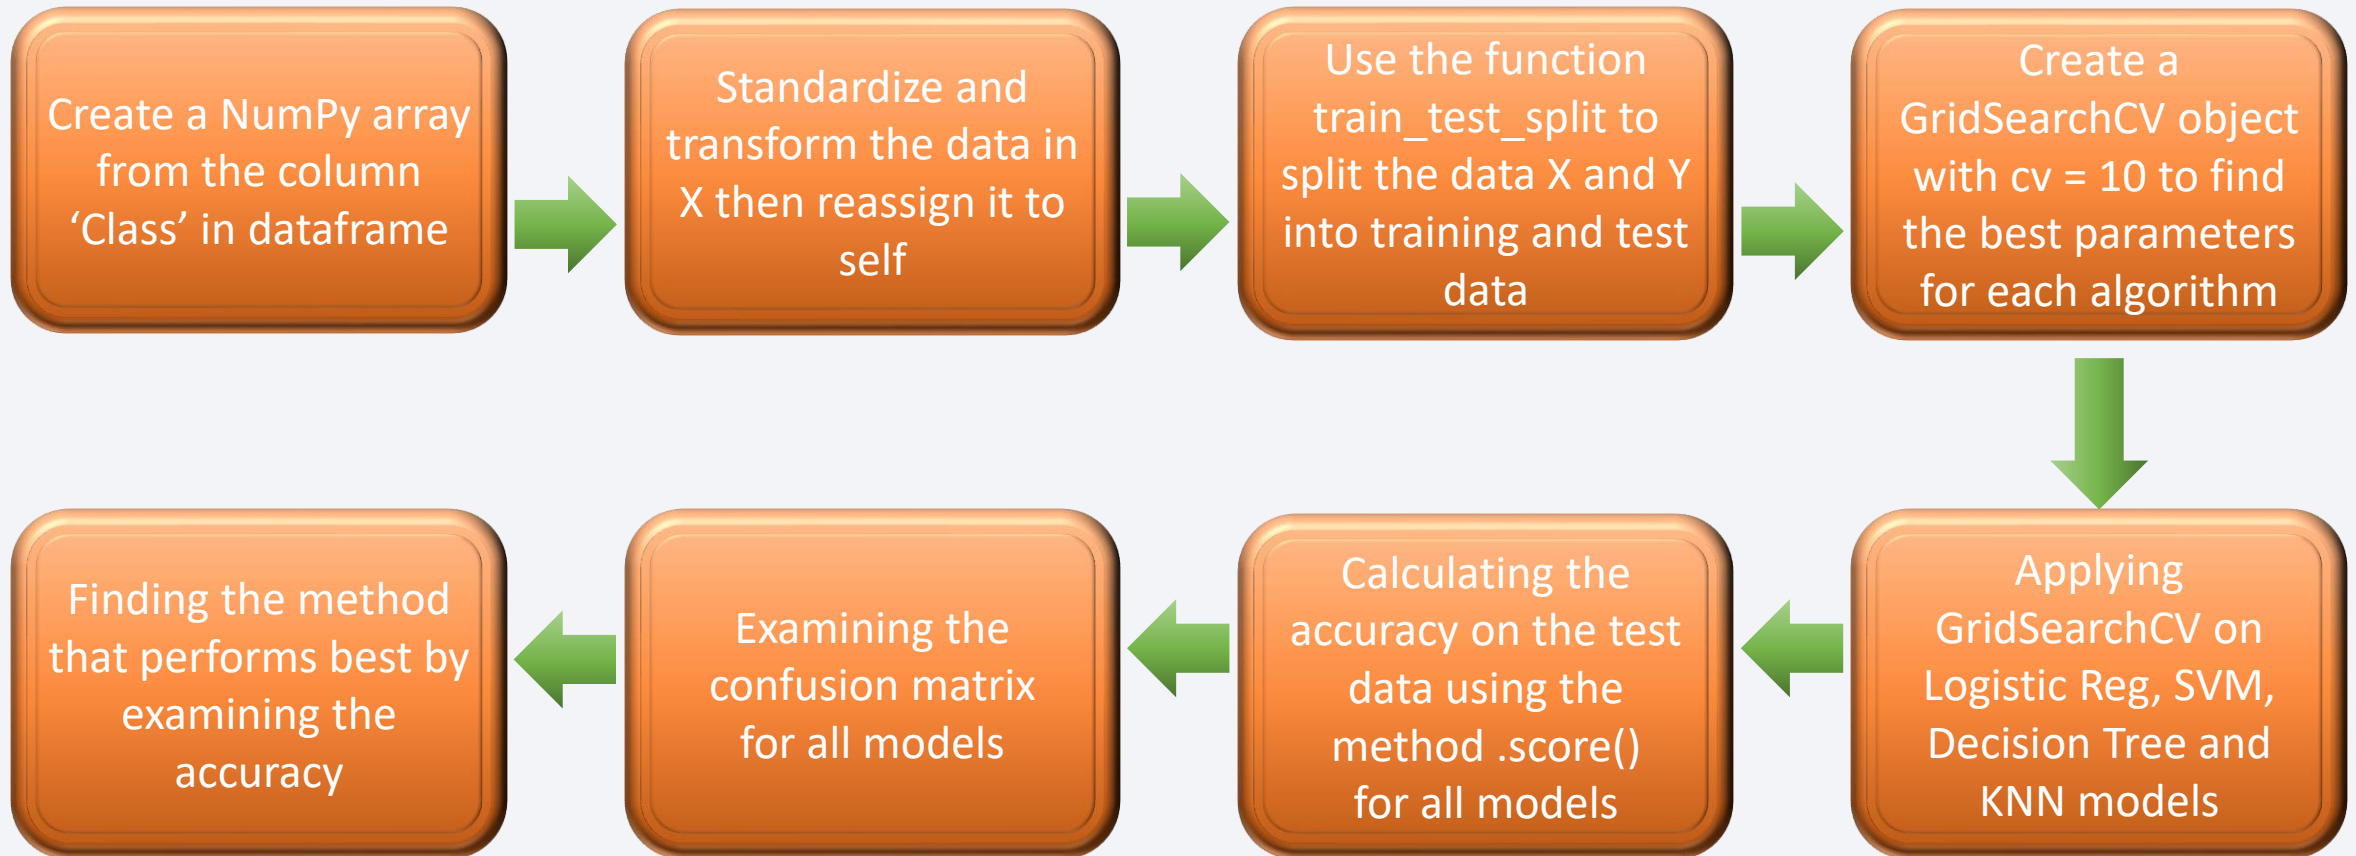 Create a NumPy array
from the column
‘Class’ in dataframe
Standardize and
transform the data in
X then reassign it to
self
Use the function
train_test_split to
split the data X and Y
into training and test
data
Create a
GridSearchCV object
with cv = 10 to find
the best parameters
for each algorithm
Applying
GridSearchCV on
Logistic Reg, SVM,
Decision Tree and
KNN models
Calculating the
accuracy on the test
data using the
method .score()
for all models
Examining the
confusion matrix
for all models
Finding the method
that performs best by
examining the
accuracy